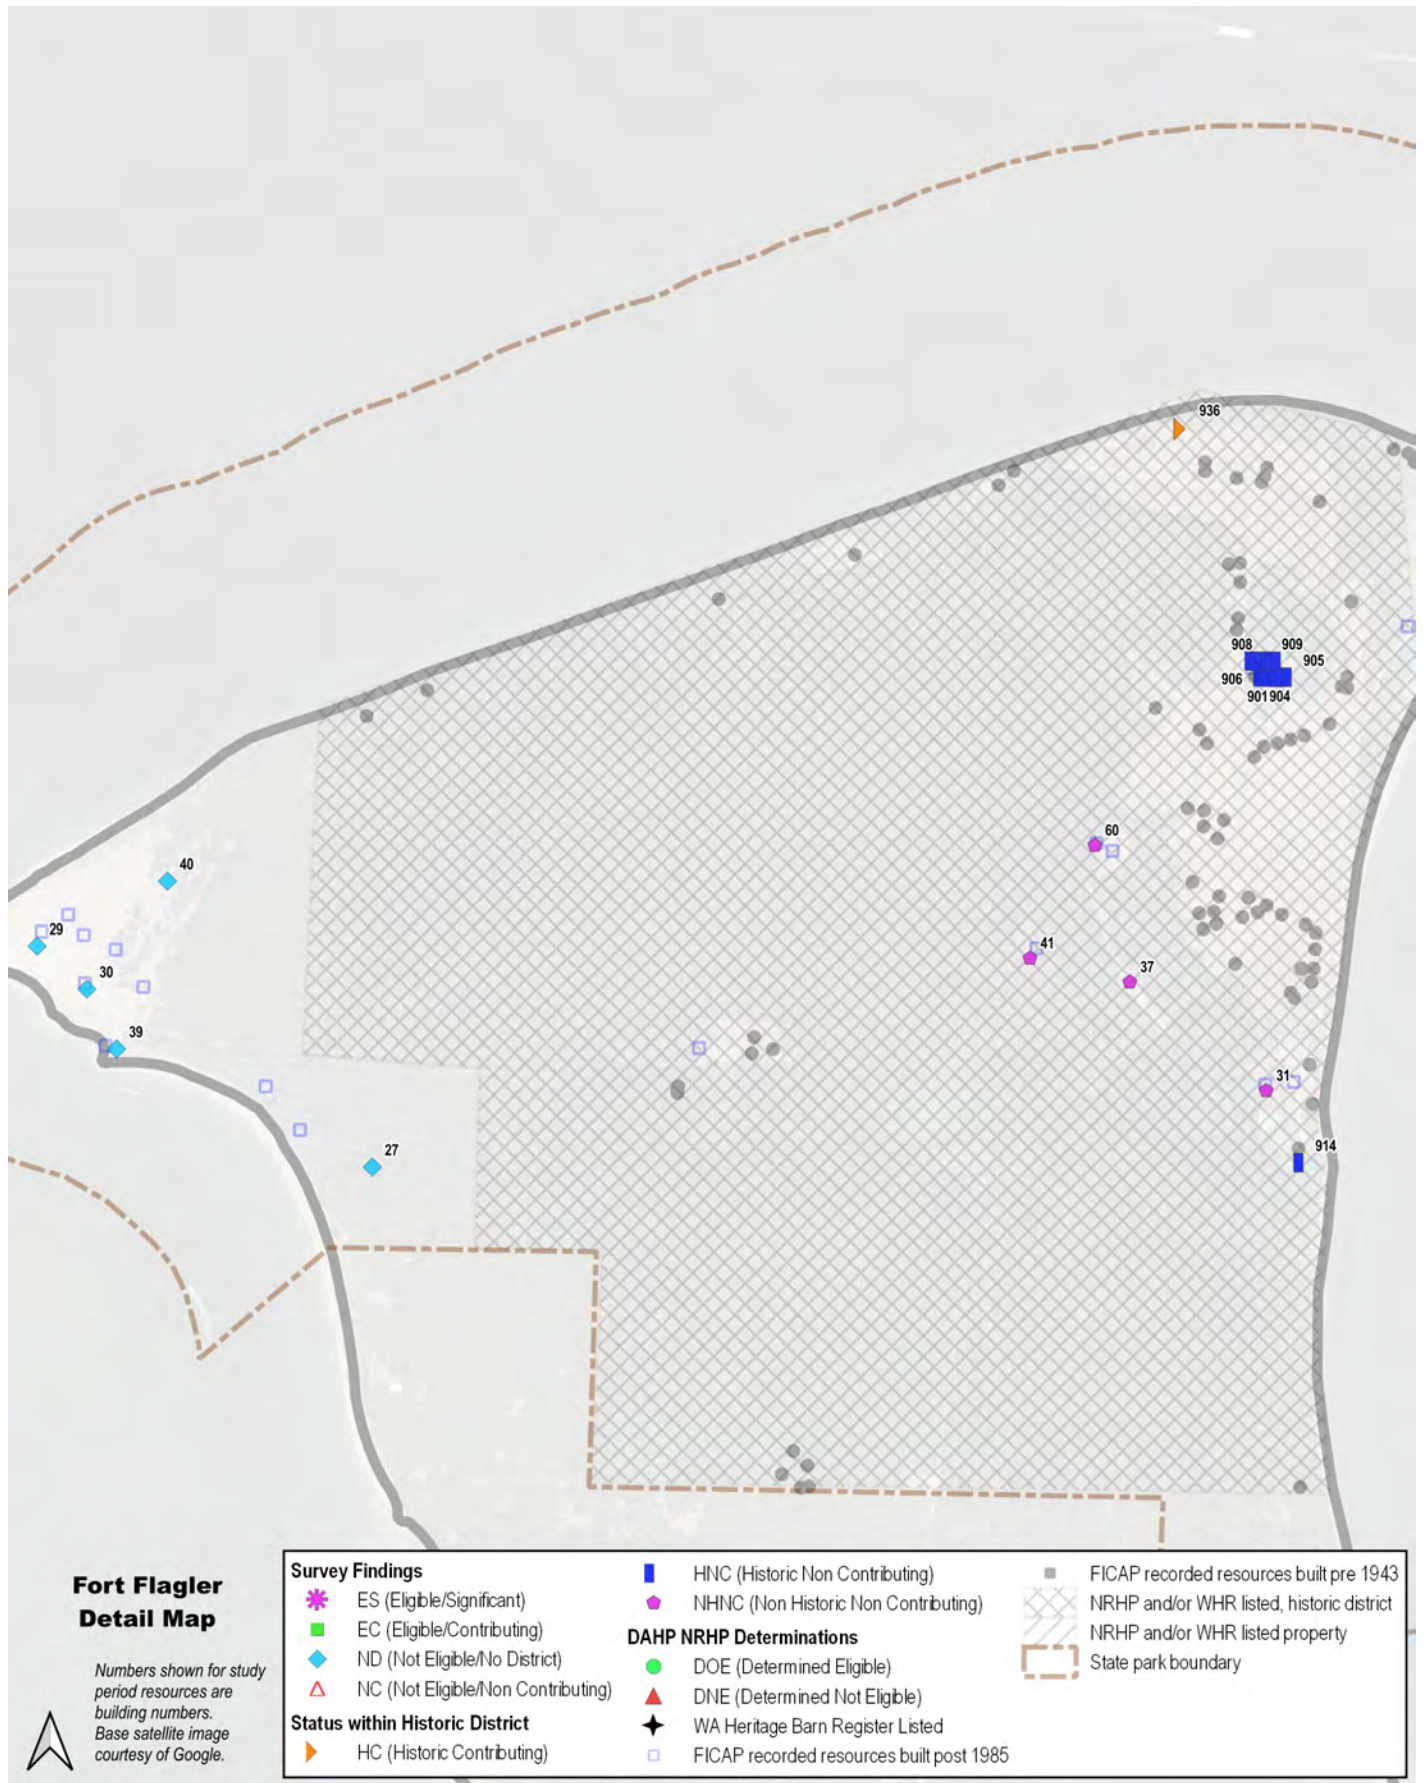 936
908
909
905
906
901
904
60
40
29
41
30
37
39
31
27
914
Fort Flagler
Detail Map
Numbers shown for study
period resources are
building numbers.
Base satellite image
courtesy of Google.
Survey Findings
ES (Eligible/Significant)
EC (Eligible/Contributing)
ND (Not Eligible/No District)
NC (Not Eligible/Non Contributing)
Status within Historic District
HC (Historic Contributing)
HNC (Historic Non Contributing)
NHNC (Non Historic Non Contributing)
DAHP NRHP Determinations
DOE (Determined Eligible)
DNE (Determined Not Eligible)
WA Heritage Barn Register Listed
FICAP recorded resources built post 1985
FICAP recorded resources built pre 1943
NRHP and/or WHR listed, historic district
NRHP and/or WHR listed property
State park boundary